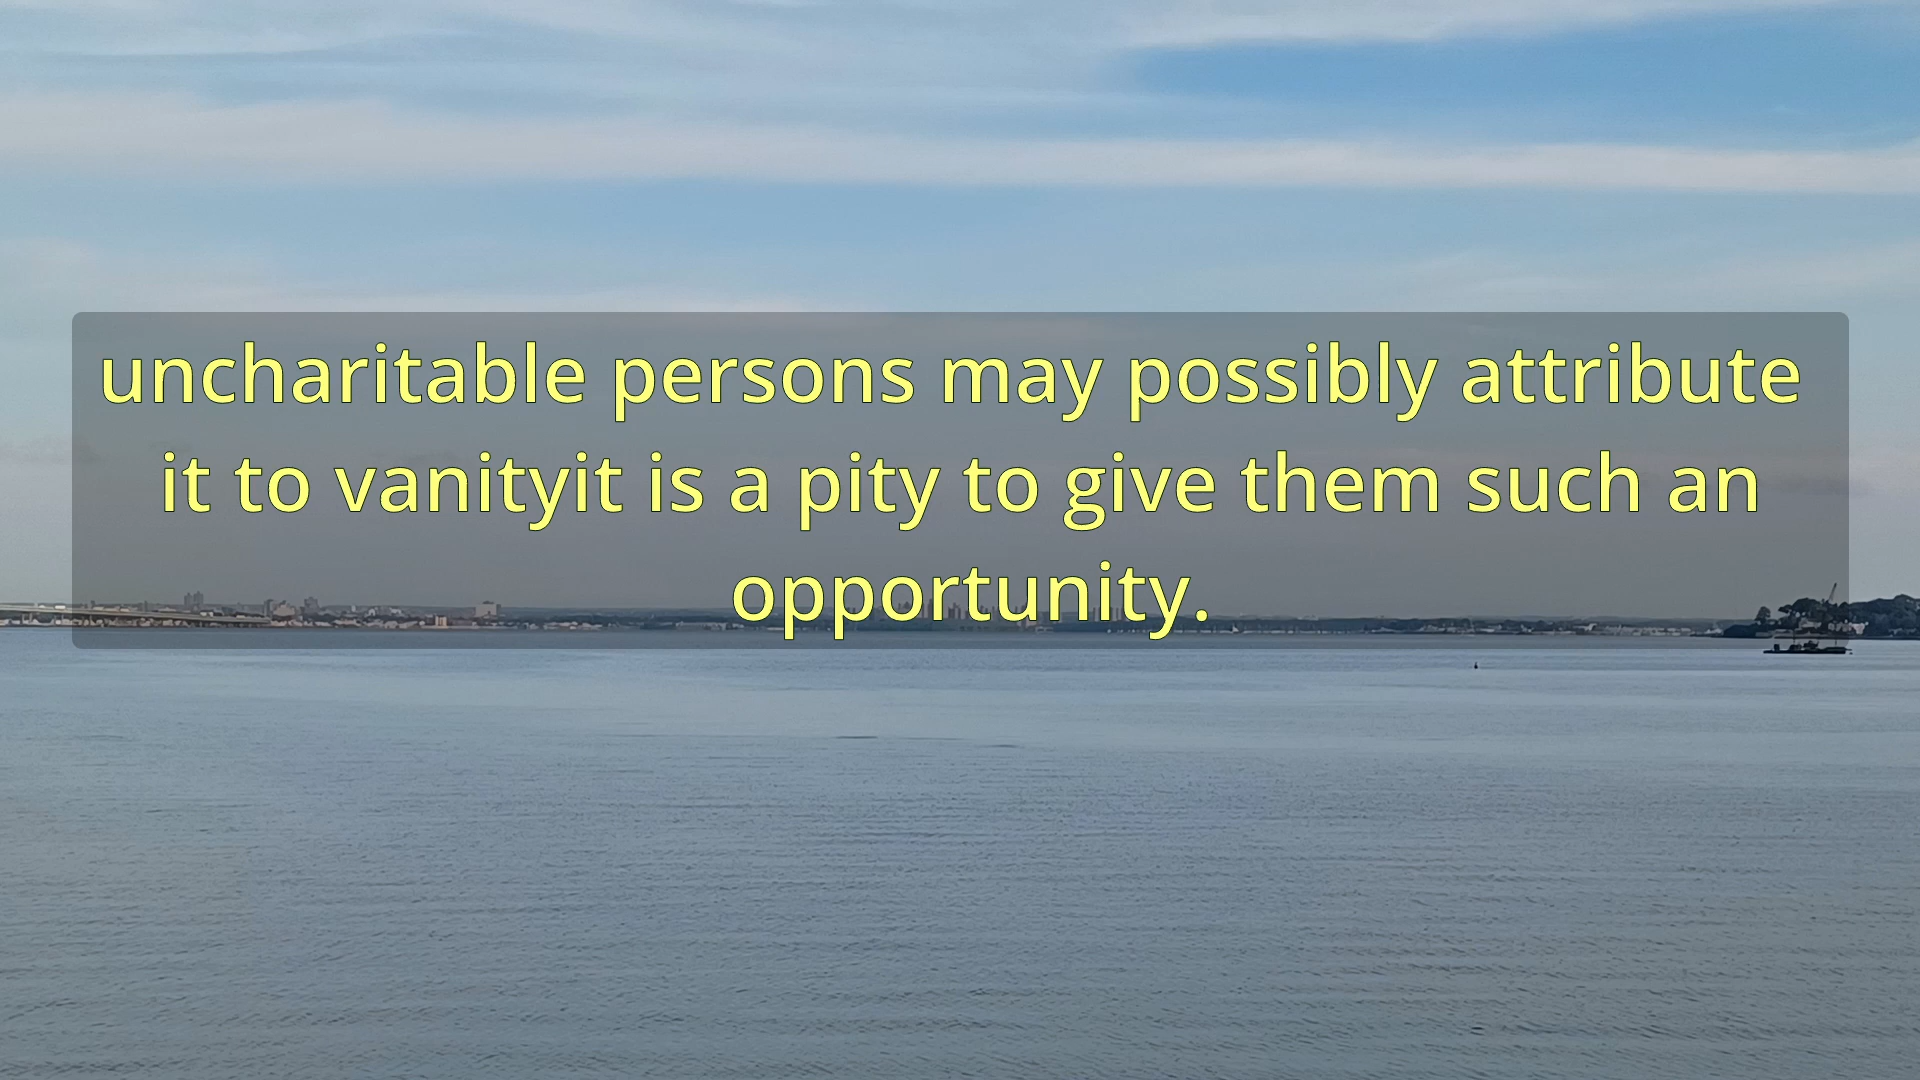 uncharitable persons may possibly attribute
it to vanityit is a pity to give them such an
opportunity.